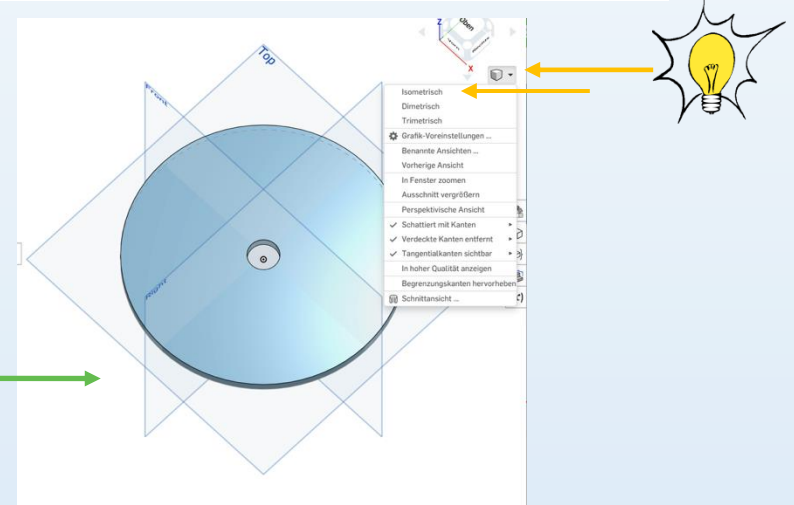 Z
Oben
X
Top
Front
Right
Isometrisch
Dimetrisch
Trimetrisch
Grafik-Voreinstellungen ...
Benannte Ansichten ...
Vorherige Ansicht
In Fenster zoomen
Ausschnitt vergrößern
Perspektivische Ansicht
Schattiert mit Kanten
Verdeckte Kanten entfernt
Tangentialkanten sichtbar
In hoher Qualität anzeigen
Begrenzungskanten hervorheben
Schnittansicht ...